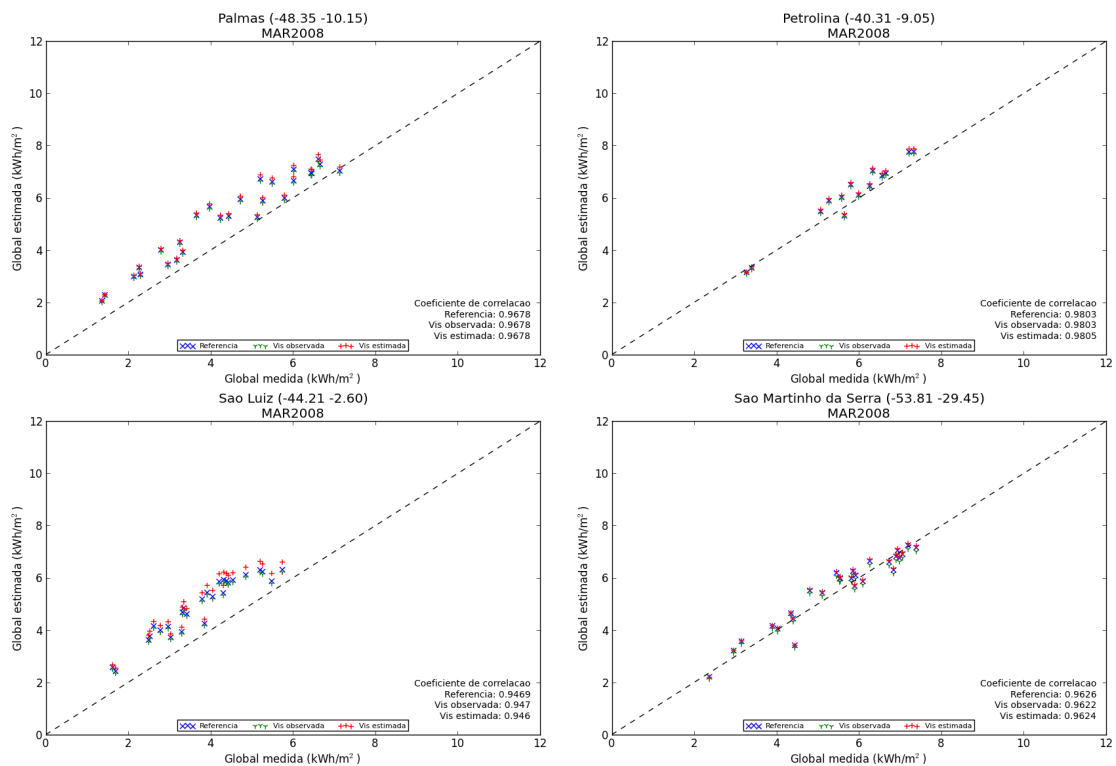 Palmas (-48.35 -10.15)
MAR2008
12
10
8
6
4
2
0
Global estimada (kWh/m²)
Coeficiente de correlacao
Referencia: 0.9678
Vis observada: 0.9678
Vis estimada: 0.9678
Referencia Vis observada Vis estimada
0 2 4 6 8 10 12
Global medida (kWh/m²)
Petrolina (-40.31 -9.05)
MAR2008
12
10
8
6
4
2
0
Global estimada (kWh/m²)
Coeficiente de correlacao
Referencia: 0.9803
Vis observada: 0.9803
Vis estimada: 0.9805
Referencia Vis observada Vis estimada
0 2 4 6 8 10 12
Global medida (kWh/m²)
Sao Luiz (-44.21 -2.60)
MAR2008
12
10
8
6
4
2
0
Global estimada (kWh/m²)
Coeficiente de correlacao
Referencia: 0.9469
Vis observada: 0.947
Vis estimada: 0.946
Referencia Vis observada Vis estimada
0 2 4 6 8 10 12
Global medida (kWh/m²)
Sao Martinho da Serra (-53.81 -29.45)
MAR2008
12
10
8
6
4
2
0
Global estimada (kWh/m²)
Coeficiente de correlacao
Referencia: 0.9626
Vis observada: 0.9622
Vis estimada: 0.9624
Referencia Vis observada Vis estimada
0 2 4 6 8 10 12
Global medida (kWh/m²)